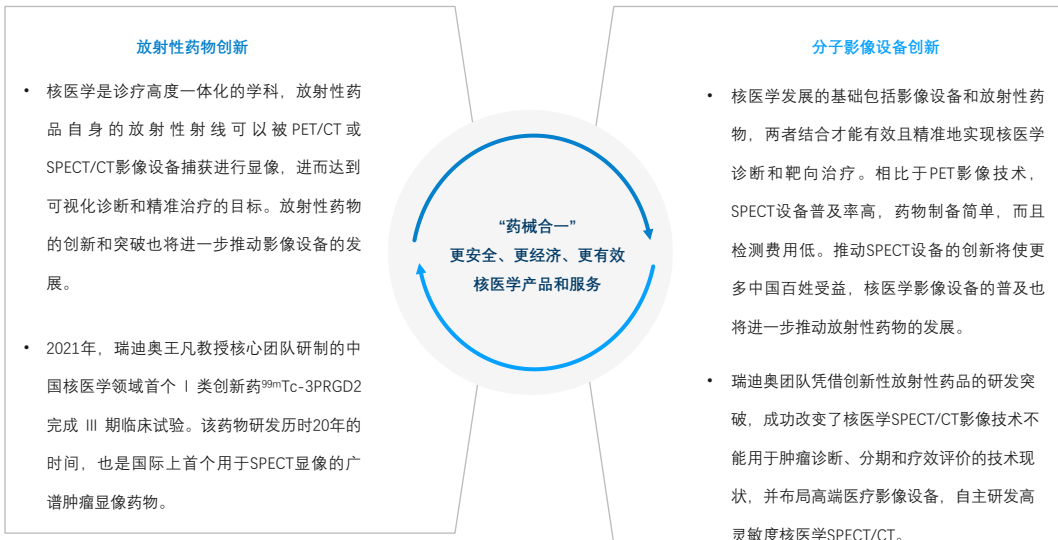 放射性药物创新
• 核医学是诊疗高度一体化的学科，放射性药
品自身的放射性射线可以被PET/CT或
SPECT/CT影像设备捕获进行显像，进而达到
可视化诊断和精准治疗的目标。放射性药物
的创新和突破也将进一步推动影像设备的发
展。
• 2021年，瑞迪奥王凡教授核心团队研制的中
国核医学领域首个Ⅰ类创新药⁹⁹ᵐTc-3PRGD2
完成 Ⅲ 期临床试验。该药物研发历时20年的
时间，也是国际上首个用于SPECT显像的广
谱肿瘤显像药物。
“药械合一”
更安全、更经济、更有效
核医学产品和服务
分子影像设备创新
• 核医学发展的基础包括影像设备和放射性药
物，两者结合才能有效且精准地实现核医学
诊断和靶向治疗。相比于PET影像技术，
SPECT设备普及率高，药物制备简单，而且
检测费用低。推动SPECT设备的创新将使更
多中国百姓受益，核医学影像设备的普及也
将进一步推动放射性药物的发展。
• 瑞迪奥团队凭借创新性放射性药品的研发突
破，成功改变了核医学SPECT/CT影像技术不
能用于肿瘤诊断、分期和疗效评价的技术现
状，并布局高端医疗影像设备，自主研发高
灵敏度核医学SPECT/CT。